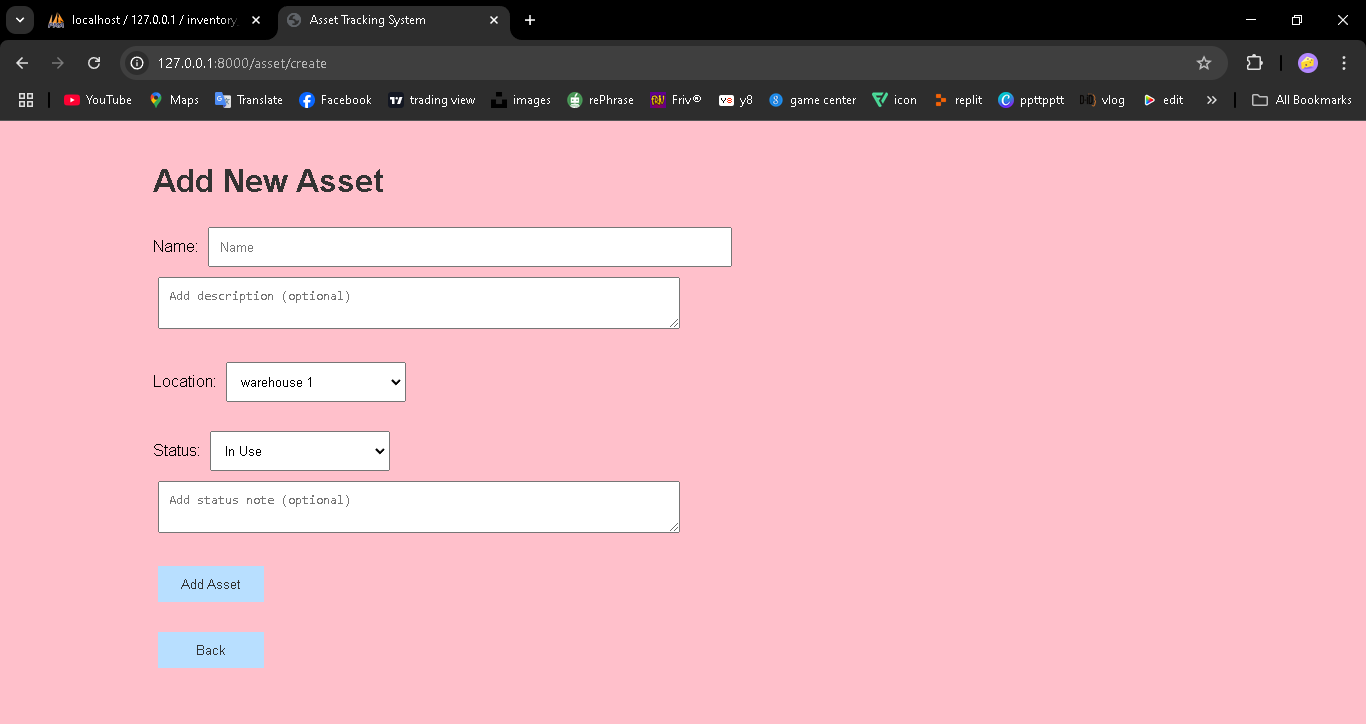 localhost / 127.0.0.1 / inventory
Asset Tracking System
127.0.0.1:8000/asset/create
YouTube Maps Translate Facebook trading view images rePhrase Friv® y8 game center icon replit ppttpptt vlog edit » All Bookmarks
Add New Asset
Name: Name
Add description (optional)
Location: warehouse 1
Status: In Use
Add status note (optional)
Add Asset
Back